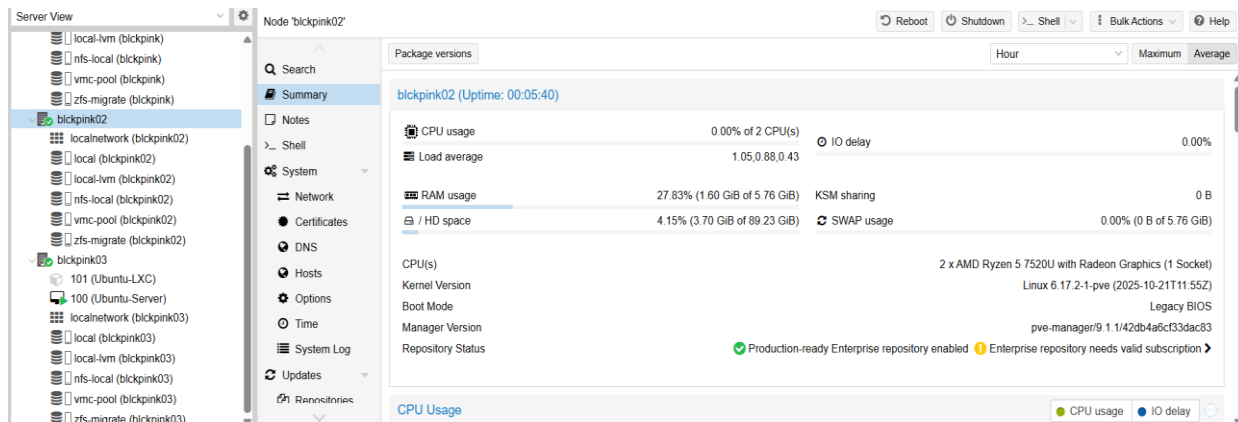 Server View
local-lvm (blckpink)
nfs-local (blckpink)
vmc-pool (blckpink)
zfs-migrate (blckpink)
blckpink02
localnetwork (blckpink02)
local (blckpink02)
local-lvm (blckpink02)
nfs-local (blckpink02)
vmc-pool (blckpink02)
zfs-migrate (blckpink02)
blckpink03
101 (Ubuntu-LXC)
100 (Ubuntu-Server)
localnetwork (blckpink03)
local (blckpink03)
local-lvm (blckpink03)
nfs-local (blckpink03)
vmc-pool (blckpink03)
zfs-migrate (blckpink03)
Node 'blckpink02'
Reboot
Shutdown
>_ Shell
Bulk Actions
Help
Search
Summary
Notes
>_ Shell
System
Network
Certificates
DNS
Hosts
Options
Time
System Log
Updates
Repositories
Package versions
Hour
Maximum
Average
blckpink02 (Uptime: 00:05:40)
CPU usage 0.00% of 2 CPU(s)
IO delay 0.00%
Load average 1.05,0.88,0.43
RAM usage 27.83% (1.60 GiB of 5.76 GiB)
KSM sharing 0 B
/ HD space 4.15% (3.70 GiB of 89.23 GiB)
SWAP usage 0.00% (0 B of 5.76 GiB)
CPU(s) 2 x AMD Ryzen 5 7520U with Radeon Graphics (1 Socket)
Kernel Version Linux 6.17.2-1-pve (2025-10-21T11:55Z)
Boot Mode Legacy BIOS
Manager Version pve-manager/9.1.1/42db4a6cf33dac83
Repository Status Production-ready Enterprise repository enabled Enterprise repository needs valid subscription
CPU Usage
CPU usage
IO delay